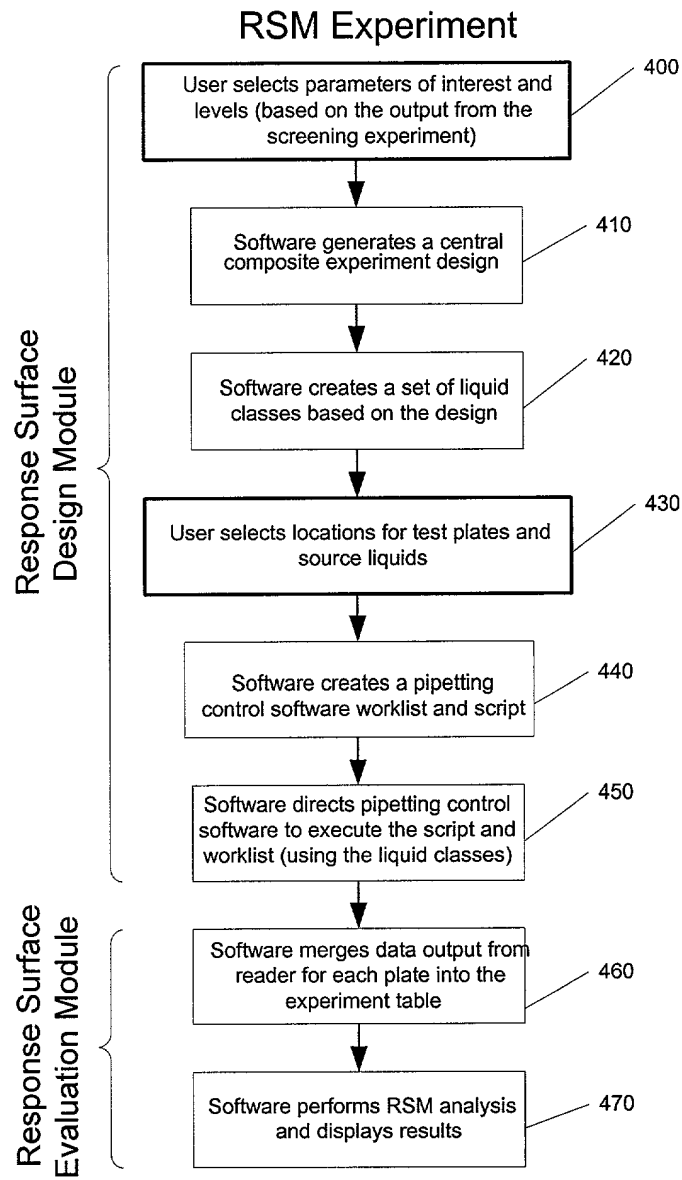 RSM Experiment
Response Surface
Design Module
User selects parameters of interest and
levels (based on the output from the
screening experiment)
400
Software generates a central
composite experiment design
410
Software creates a set of liquid
classes based on the design
420
User selects locations for test plates and
source liquids
430
Software creates a pipetting
control software worklist and script
440
Software directs pipetting control
software to execute the script and
worklist (using the liquid classes)
450
Response Surface
Evaluation Module
Software merges data output from
reader for each plate into the
experiment table
460
Software performs RSM analysis
and displays results
470